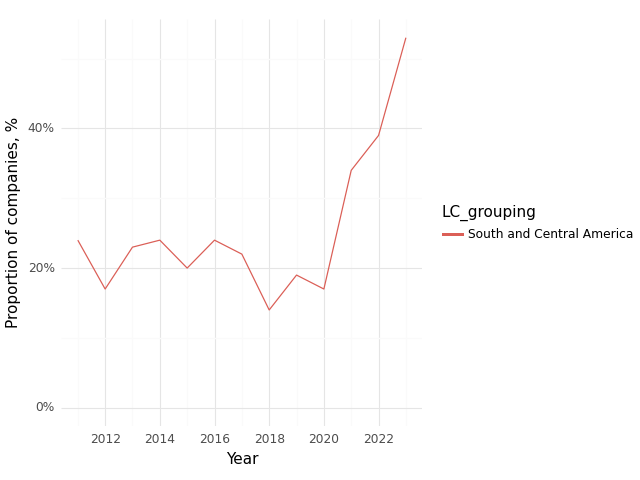 Proportion of companies, %
40%
20%
0%
2012 2014 2016 2018 2020 2022
Year
LC_grouping
South and Central America